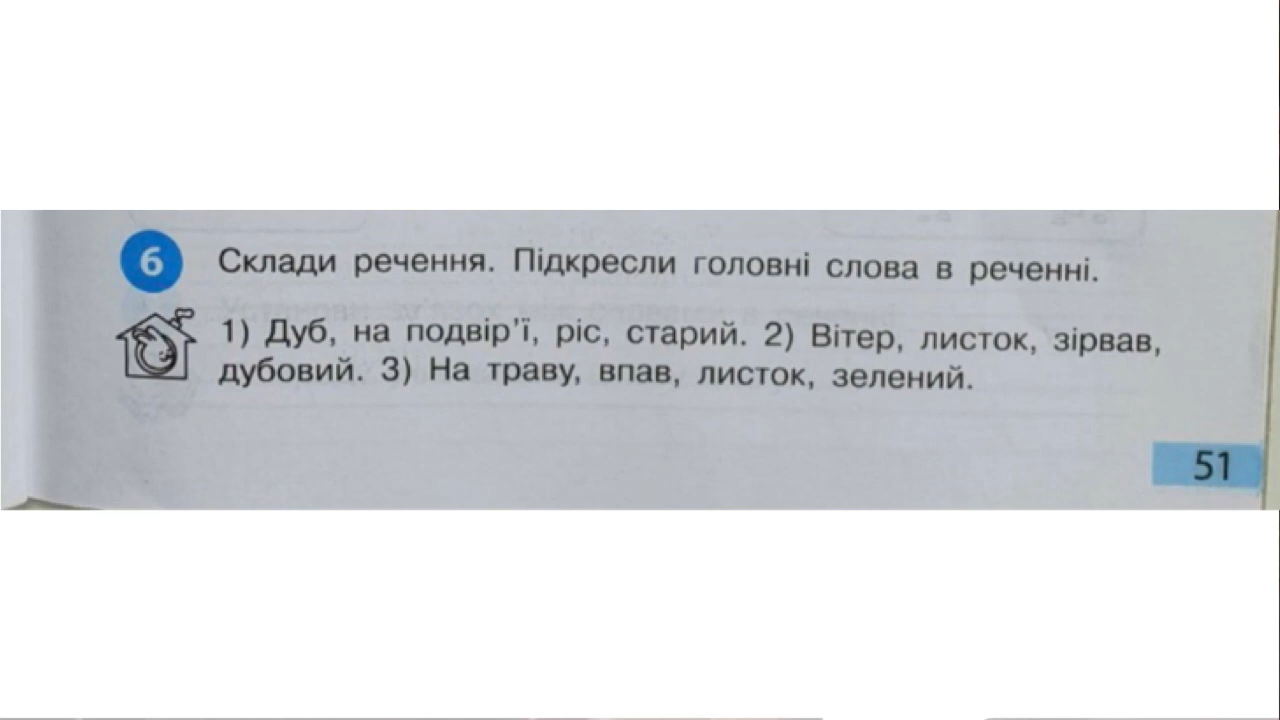 6 Склади речення. Підкресли головні слова в реченні.
1) Дуб, на подвір’ї, ріс, старий. 2) Вітер, листок, зірвав,
дубовий. 3) На траву, впав, листок, зелений.
51